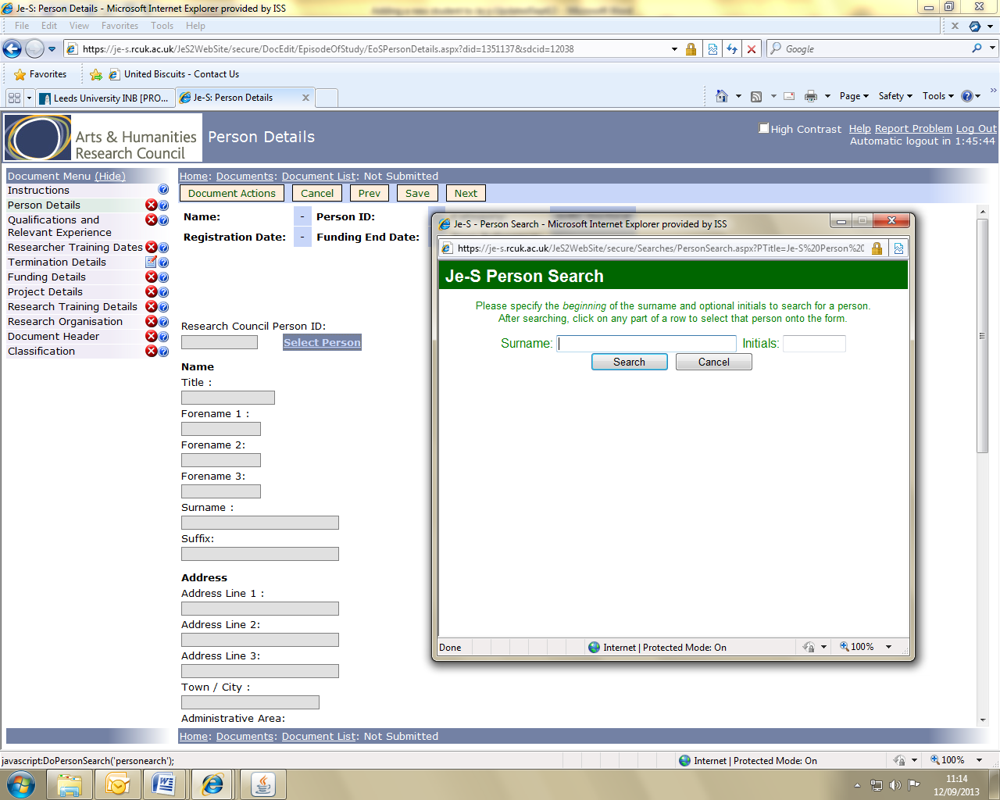 Je-S: Person Details - Microsoft Internet Explorer provided by ISS
File Edit View Favorites Tools Help
https://je-s.rcuk.ac.uk/JeS2WebSite/secure/DocEdit/EpisodeOfStudy/EoSPersonDetails.aspx?did=1351137&sdcid=12038
Google
Favorites United Biscuits - Contact Us
Leeds University INB [PRO...
Je-S: Person Details
Page Safety Tools
Arts & Humanities
Research Council
Person Details
High Contrast Help Report Problem Log Out
Automatic logout in 1:45:44
Document Menu (Hide)
Instructions
Person Details
Qualifications and
Relevant Experience
Researcher Training Dates
Termination Details
Funding Details
Project Details
Research Training Details
Research Organisation
Document Header
Classification
Home: Documents: Document List: Not Submitted
Document Actions Cancel Prev Save Next
Name: - Person ID:
Registration Date: - Funding End Date:
Research Council Person ID:
Select Person
Name
Title :
Forename 1 :
Forename 2:
Forename 3:
Surname :
Suffix:
Address
Address Line 1 :
Address Line 2:
Address Line 3:
Town / City :
Administrative Area:
Home: Documents: Document List: Not Submitted
Je-S - Person Search - Microsoft Internet Explorer provided by ISS
https://je-s.rcuk.ac.uk/JeS2WebSite/secure/Searches/PersonSearch.aspx?PTitle=Je-S%20Person%20
Je-S Person Search
Please specify the beginning of the surname and optional initials to search for a person.
After searching, click on any part of a row to select that person onto the form.
Surname: Initials:
Search Cancel
Done Internet | Protected Mode: On 100%
javascript:DoPersonSearch('personearch'); Internet | Protected Mode: On 100%
11:14
12/09/2013